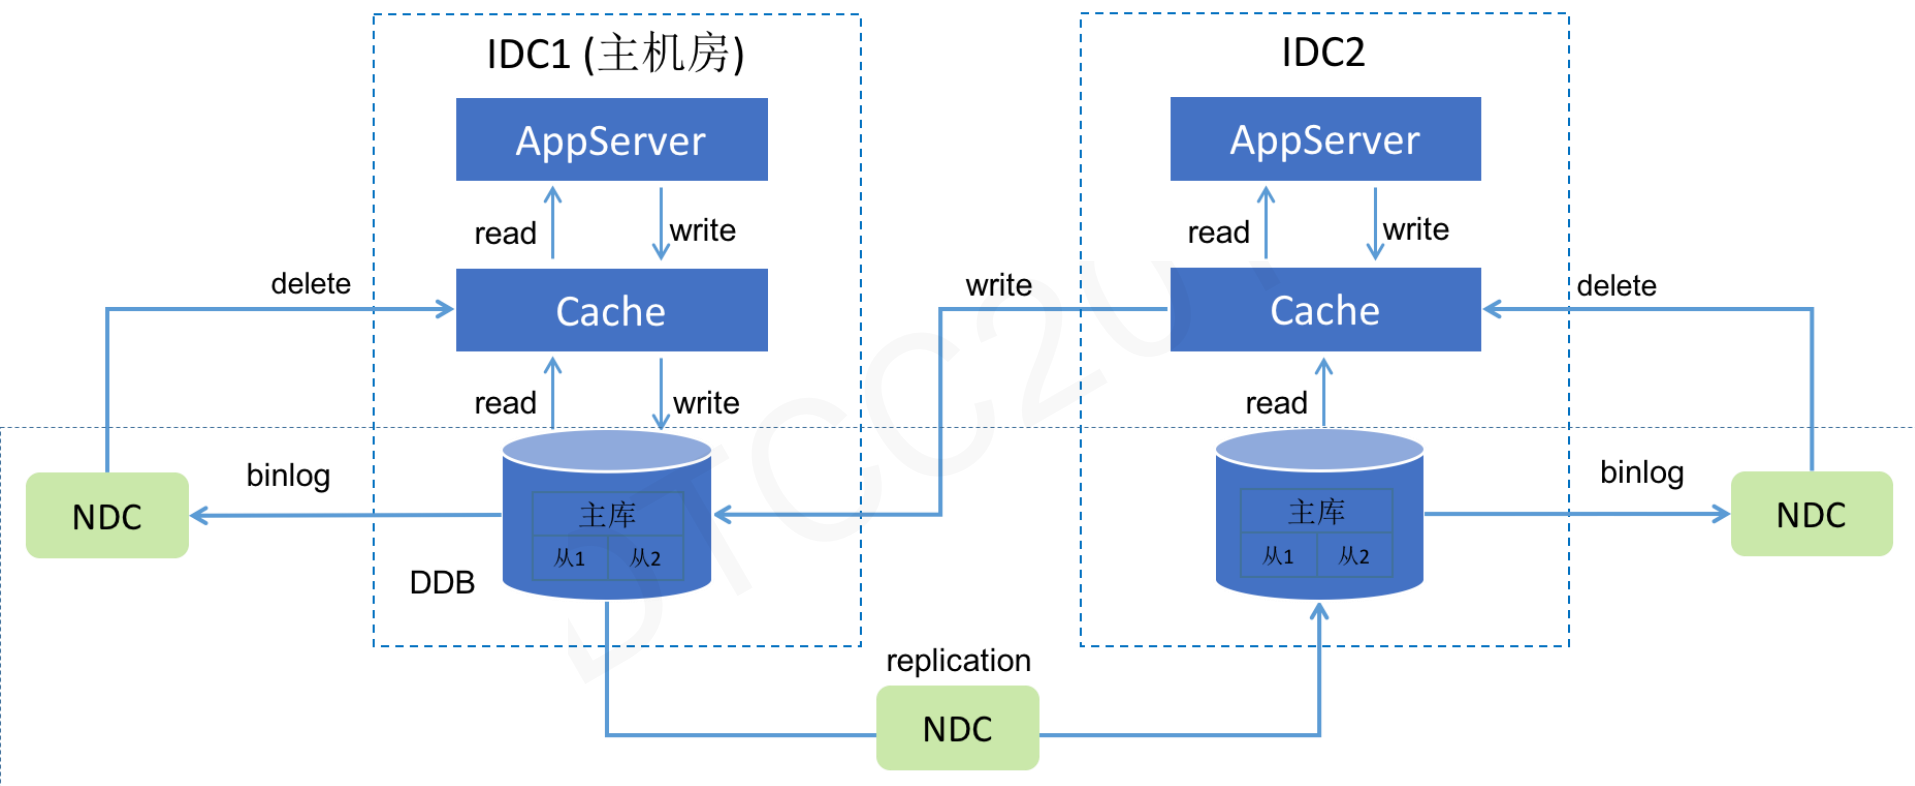 IDC1 (主机房)
IDC2
AppServer
AppServer
read
write
read
write
delete
write
delete
Cache
Cache
read
write
read
binlog
binlog
NDC
主库
主库
NDC
从1
从2
从1
从2
DDB
replication
NDC